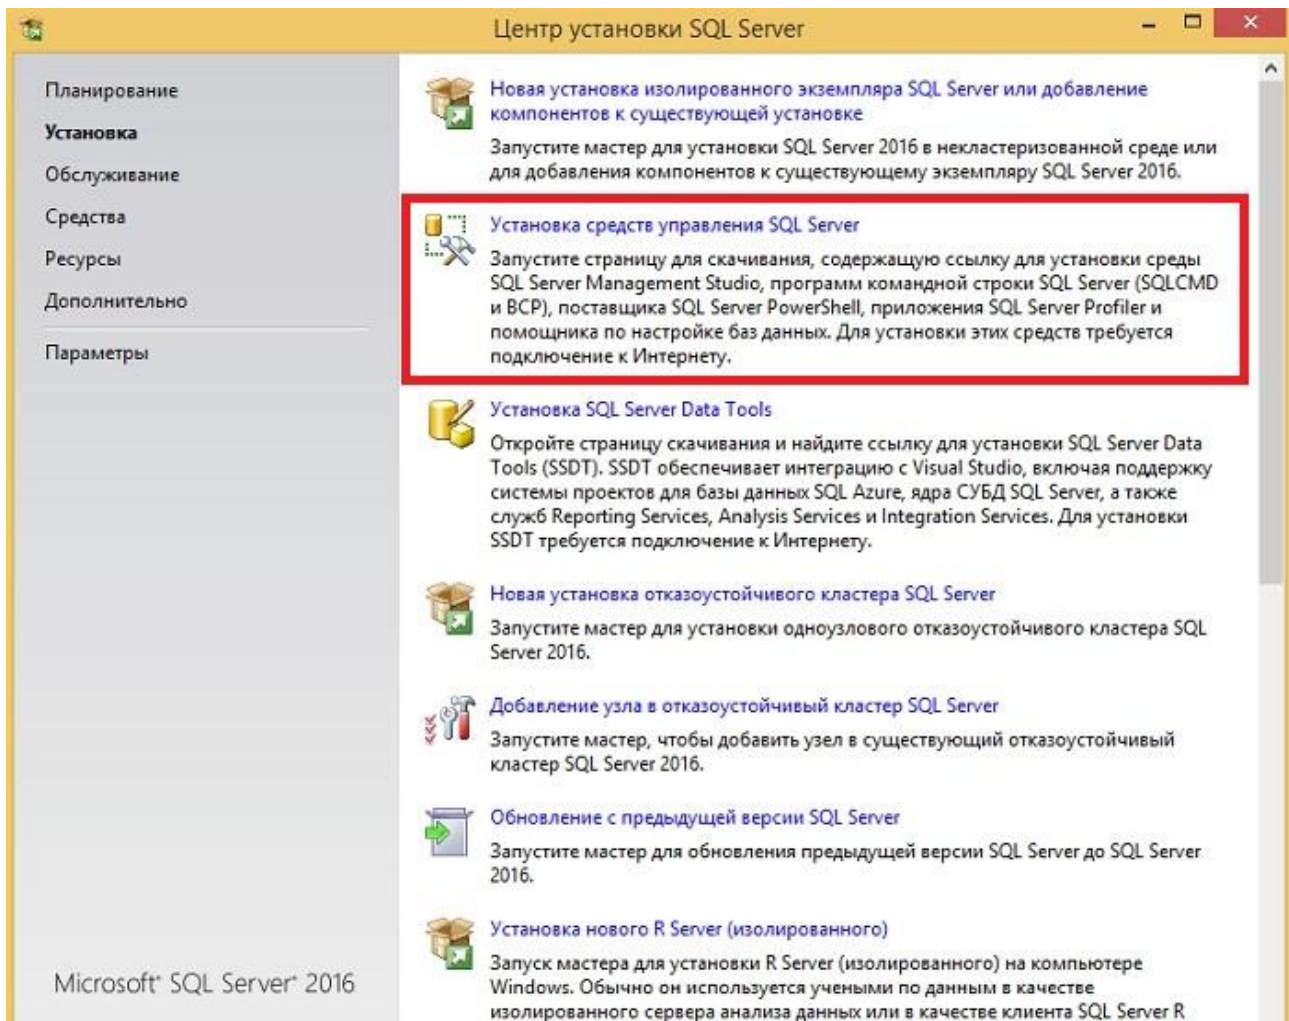 Центр установки SQL Server
Планирование
Установка
Обслуживание
Средства
Ресурсы
Дополнительно
Параметры
Microsoft® SQL Server® 2016
Новая установка изолированного экземпляра SQL Server или добавление
компонентов к существующей установке
Запустите мастер для установки SQL Server 2016 в некластеризованной среде или
для добавления компонентов к существующему экземпляру SQL Server 2016.
Установка средств управления SQL Server
Запустите страницу для скачивания, содержащую ссылку для установки среды
SQL Server Management Studio, программ командной строки SQL Server (SQLCMD
и BCP), поставщика SQL Server PowerShell, приложения SQL Server Profiler и
помощника по настройке баз данных. Для установки этих средств требуется
подключение к Интернету.
Установка SQL Server Data Tools
Откройте страницу скачивания и найдите ссылку для установки SQL Server Data
Tools (SSDT). SSDT обеспечивает интеграцию с Visual Studio, включая поддержку
системы проектов для базы данных SQL Azure, ядра СУБД SQL Server, а также
служб Reporting Services, Analysis Services и Integration Services. Для установки
SSDT требуется подключение к Интернету.
Новая установка отказоустойчивого кластера SQL Server
Запустите мастер для установки одноузлового отказоустойчивого кластера SQL
Server 2016.
Добавление узла в отказоустойчивый кластер SQL Server
Запустите мастер, чтобы добавить узел в существующий отказоустойчивый
кластер SQL Server 2016.
Обновление с предыдущей версии SQL Server
Запустите мастер для обновления предыдущей версии SQL Server до SQL Server
2016.
Установка нового R Server (изолированного)
Запуск мастера для установки R Server (изолированного) на компьютере
Windows. Обычно он используется учеными по данным в качестве
изолированного сервера анализа данных или в качестве клиента SQL Server R